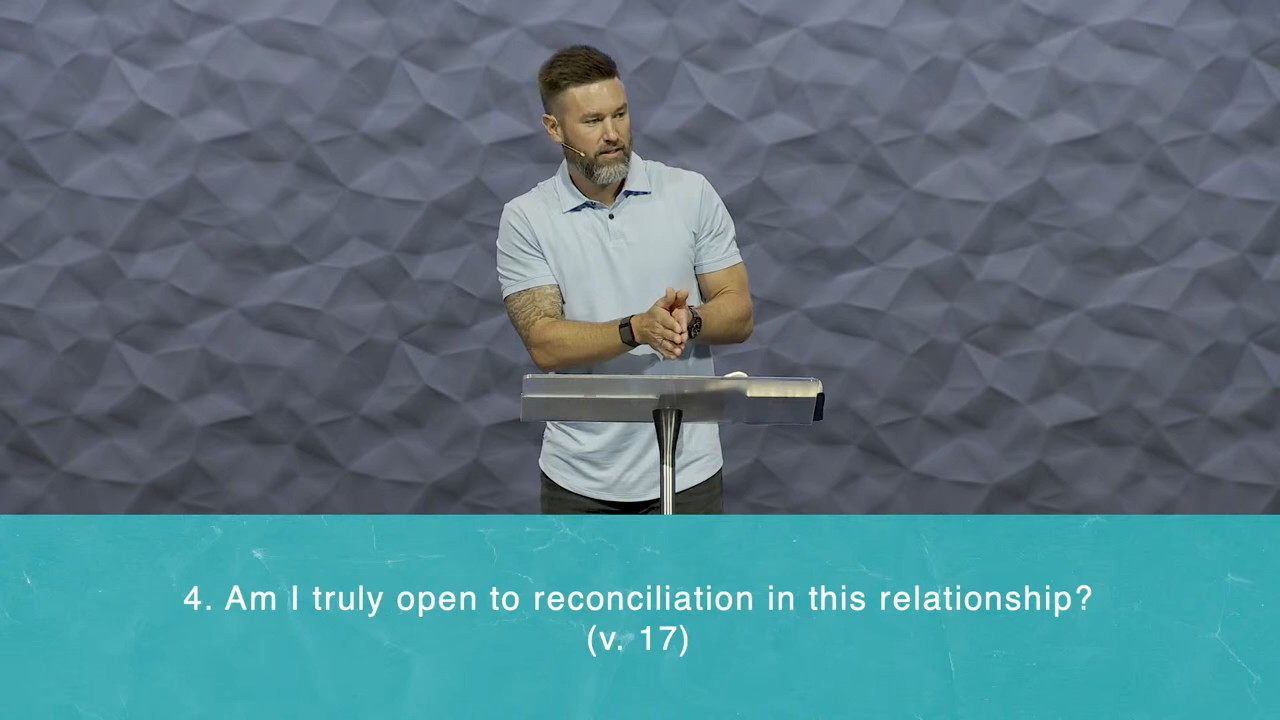 4. Am I truly open to reconciliation in this relationship?
(v. 17)